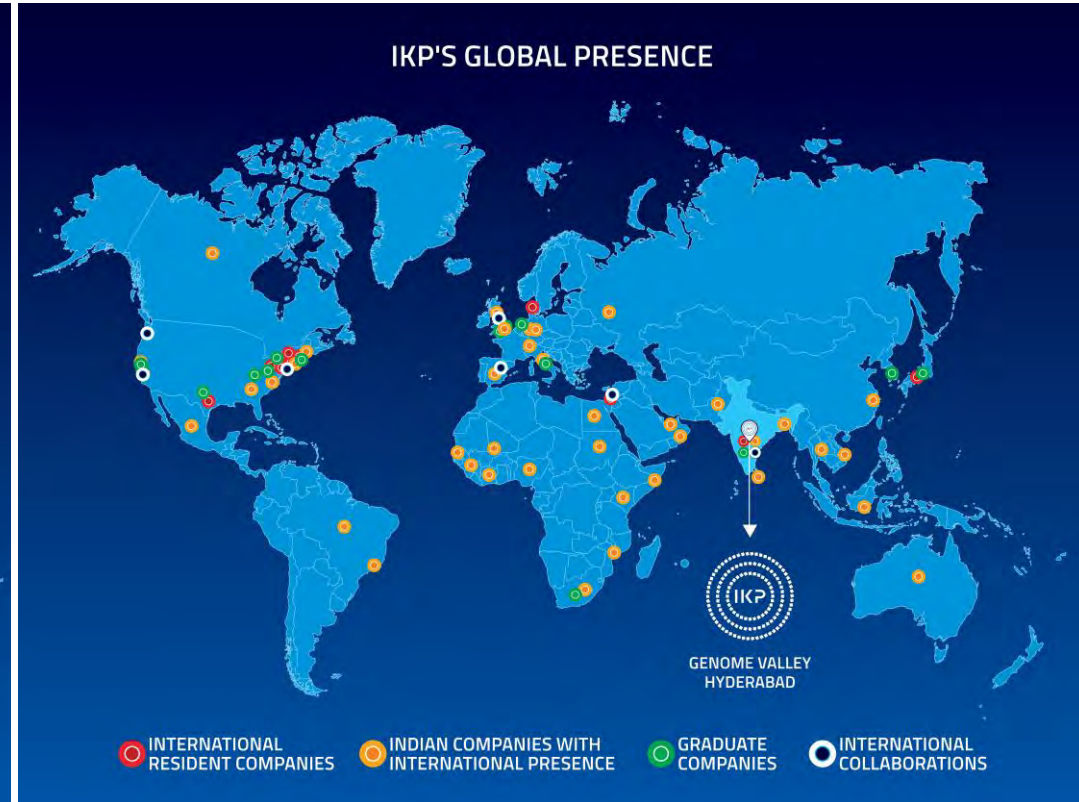 IKP'S GLOBAL PRESENCE
IKP
GENOME VALLEY
HYDERABAD
INTERNATIONAL
RESIDENT COMPANIES
INDIAN COMPANIES WITH
INTERNATIONAL PRESENCE
GRADUATE
COMPANIES
INTERNATIONAL
COLLABORATIONS